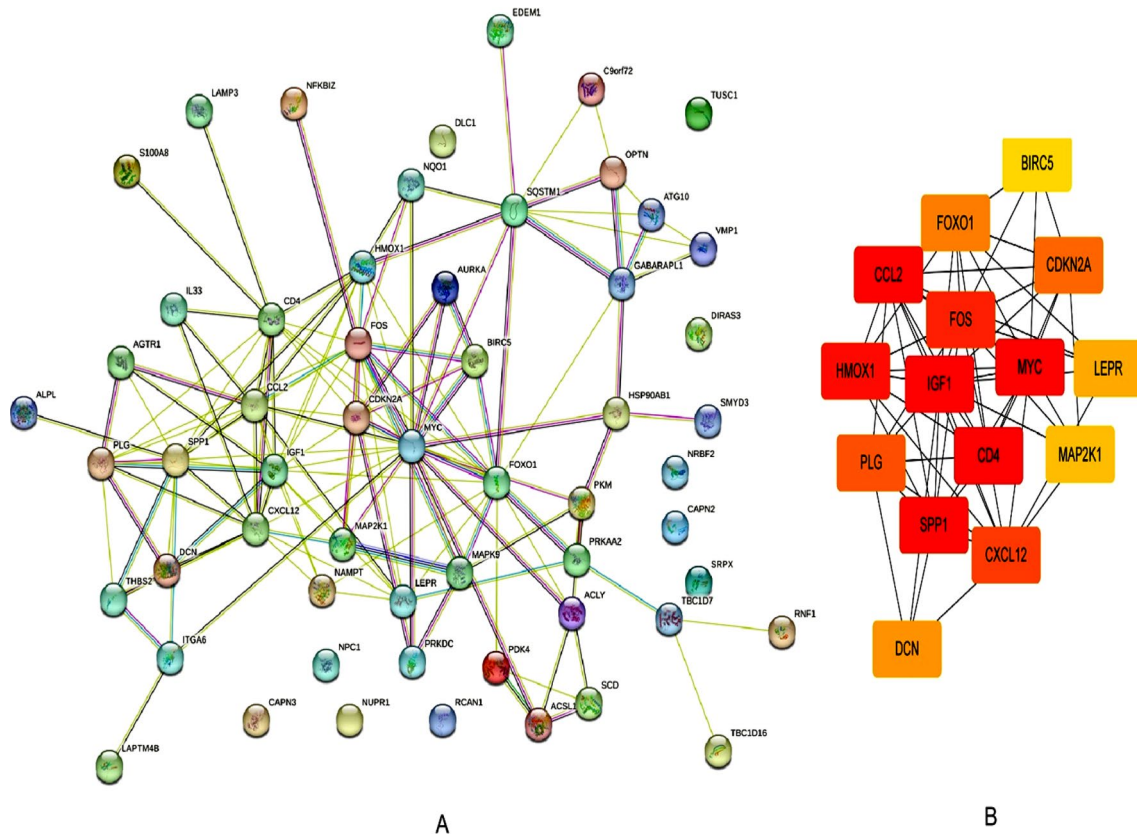 EDEM1
C9orf72
LAMP3
NFKBIZ
TUSC1
DLC1
S100A8
NQO1
OPTN
SQSTM1
ATG10
VMP1
HMOX1
GABARAPL1
AURKA
IL33
CD4
FOS
DIRAS3
AGTR1
BIRC5
CCL2
HSP90AB1
SMYD3
ALPL
CDKN2A
MYC
PLG
SPP1
IGF1
FOXO1
NRBF2
PKM
CXCL12
CAPN2
MAP2K1
PRKAA2
DCN
MAPK9
SRPX
THBS2
NAMPT
LEPR
ACLY
TBC1D7
RNF1
ITGA6
NPC1
PRKDC
PDK4
SCD
CAPN3
NUPR1
RCAN1
ACSL1
TBC1D16
LAPTM4B
A
BIRC5
FOXO1
CDKN2A
CCL2
FOS
HMOX1
IGF1
MYC
LEPR
PLG
CD4
MAP2K1
SPP1
CXCL12
DCN
B